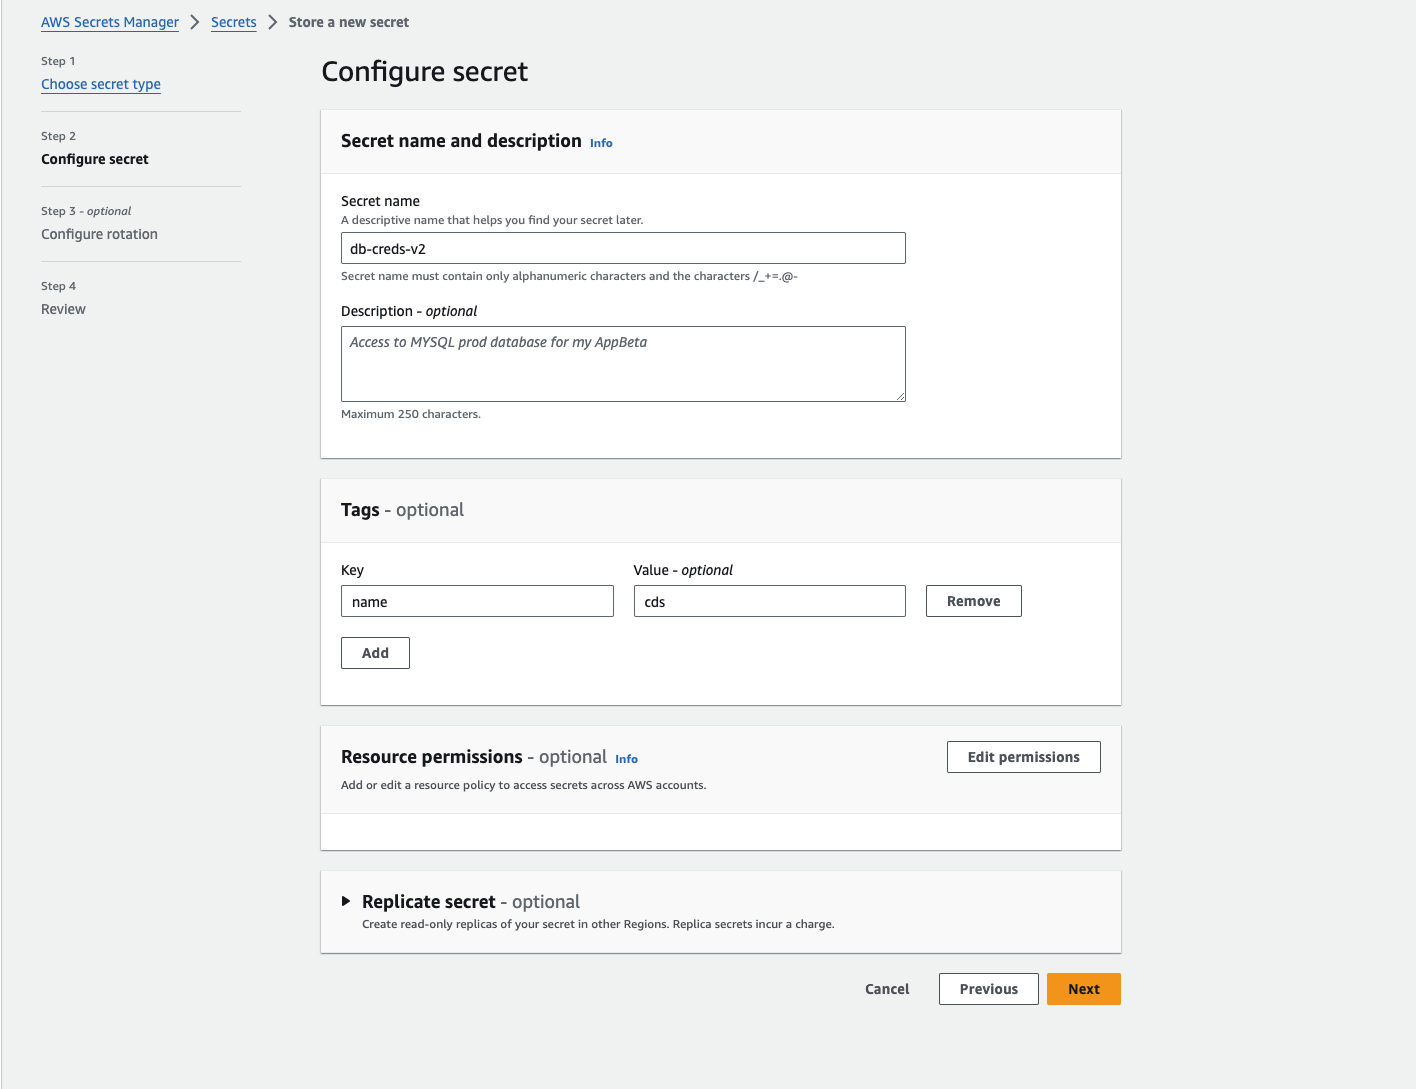 AWS Secrets Manager > Secrets > Store a new secret
Step 1
Choose secret type
Step 2
Configure secret
Step 3 - optional
Configure rotation
Step 4
Review
Configure secret
Secret name and description Info
Secret name
A descriptive name that helps you find your secret later.
db-creds-v2
Secret name must contain only alphanumeric characters and the characters /_+=.@-
Description - optional
Access to MYSQL prod database for my AppBeta
Maximum 250 characters.
Tags - optional
Key Value - optional
name cds Remove
Add
Resource permissions - optional Info Edit permissions
Add or edit a resource policy to access secrets across AWS accounts.
Replicate secret - optional
Create read-only replicas of your secret in other Regions. Replica secrets incur a charge.
Cancel Previous Next